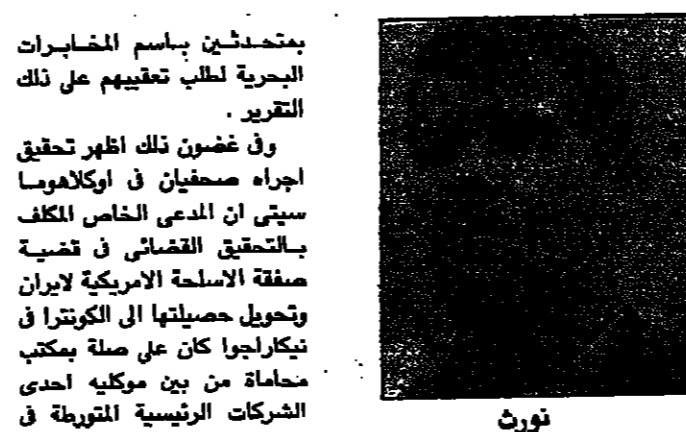 بمتحدثين باسم المخابرات
البحرية لطلب تعقيبهم على ذلك
التقرير .
وفى غضون ذلك اظهر تحقيق
اجراه صحفيان فى اوكلاهوما
سيتى ان المدعى الخاص المكلف
بالتحقيق القضائى فى قضية
صفقة الاسلحة الامريكية لايران
وتحويل حصيلتها الى الكونترا فى
نيكاراجوا كان على صلة بمكتب
محاماة من بين موكليه احدى
الشركات الرئيسية المتورطة فى
نورث